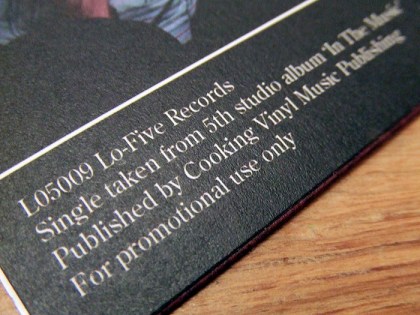 L05009 Lo-Five Records
Single taken from 5th studio album 'In The Music'
Published by Cooking Vinyl Music Publishing
For promotional use only